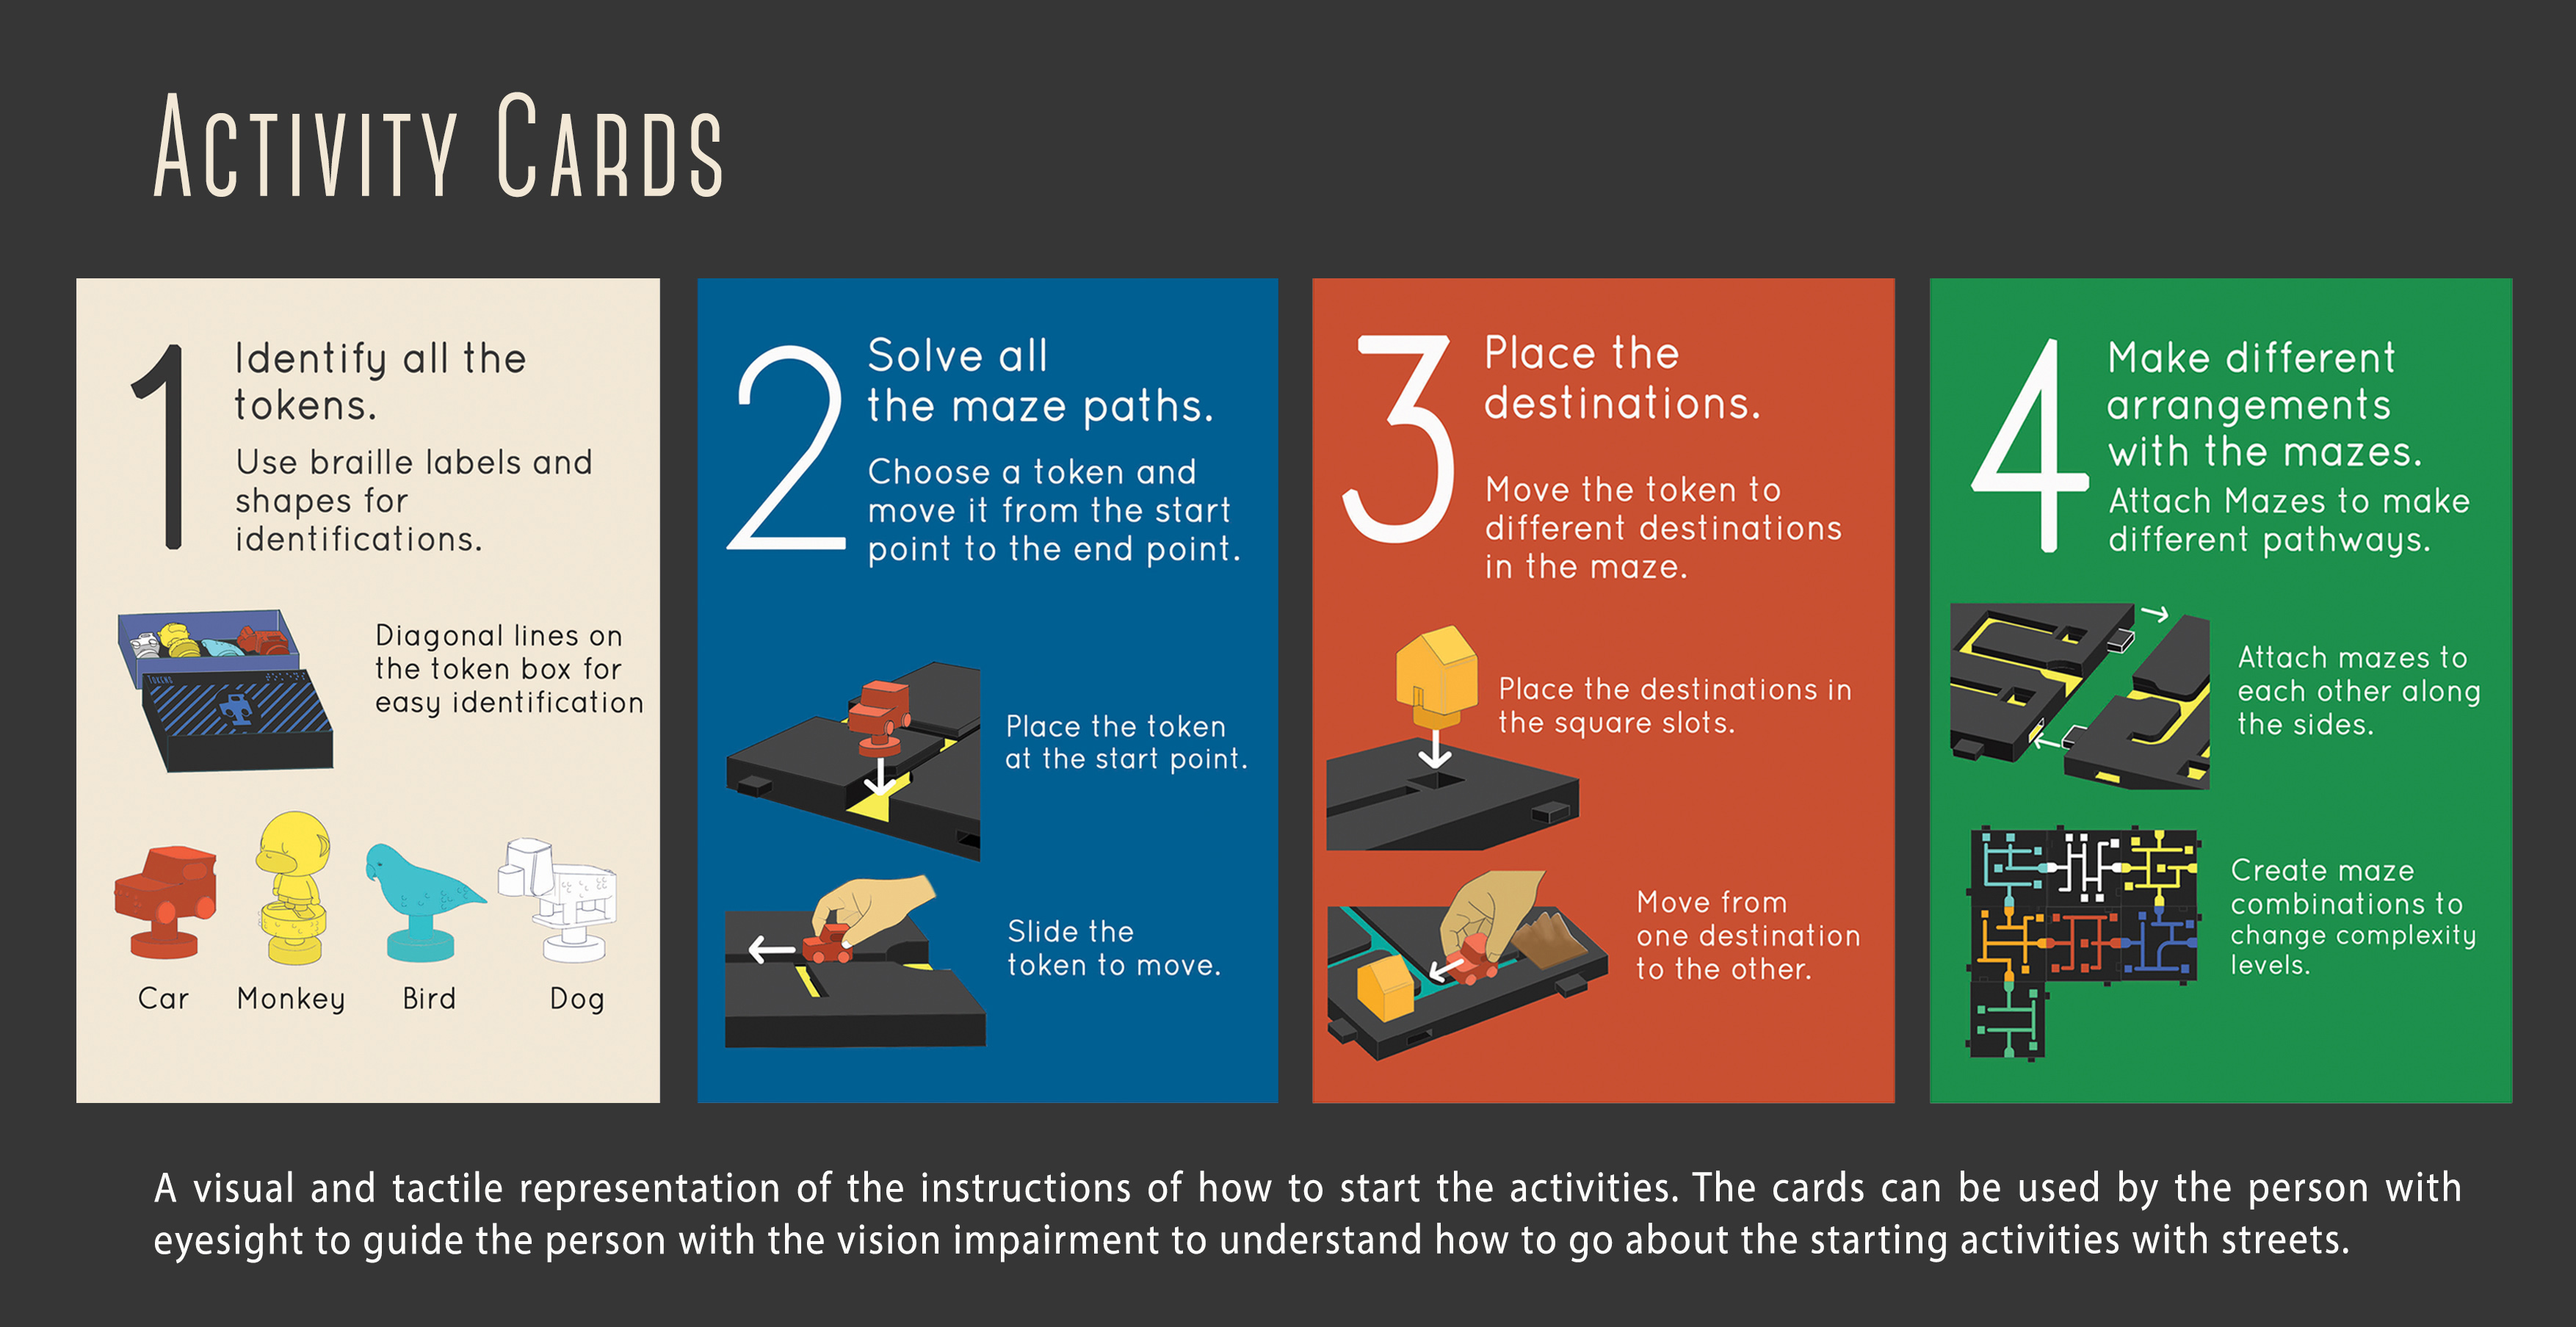 Activity Cards
1
Identify all the
tokens.
Use braille labels and
shapes for
identifications.
Tokens
Diagonal lines on
the token box for
easy identification
Car
Monkey
Bird
Dog
2
Solve all
the maze paths.
Choose a token and
move it from the start
point to the end point.
Place the token
at the start point.
Slide the
token to move.
3
Place the
destinations.
Move the token to
different destinations
in the maze.
Place the destinations in
the square slots.
Move from
one destination
to the other.
4
Make different
arrangements
with the mazes.
Attach Mazes to make
different pathways.
Attach mazes to
each other along
the sides.
Create maze
combinations to
change complexity
levels.
A visual and tactile representation of the instructions of how to start the activities. The cards can be used by the person with
eyesight to guide the person with the vision impairment to understand how to go about the starting activities with streets.